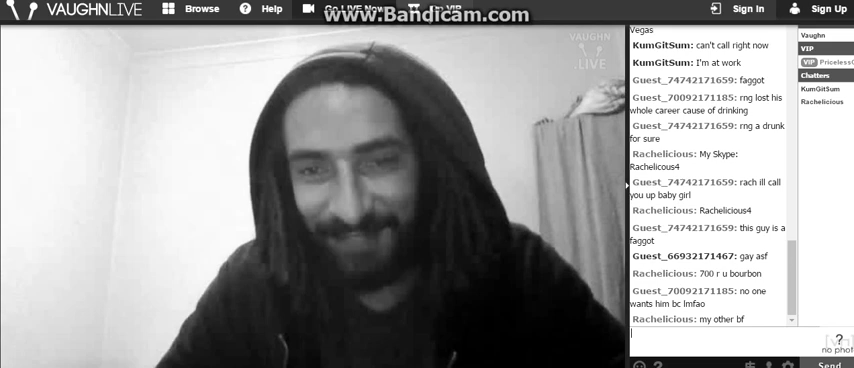 www.Bandicam.com
VAUGHNLIVE Browse Help Go LIVE Now Go VIP Sign In Sign Up
VAUGHN
.LIVE
Vegas
KumGitSum: can't call right now
KumGitSum: I'm at work
Guest_74742171659: faggot
Guest_70092171185: rng lost his
whole career cause of drinking
Guest_74742171659: rng a drunk
for sure
Rachelicious: My Skype:
Rachelicous4
Guest_74742171659: rach ill call
you up baby girl
Rachelicious: Rachelicious4
Guest_74742171659: this guy is a
faggot
Guest_66932171467: gay asf
Rachelicious: 700 r u bourbon
Guest_70092171185: no one
wants him bc lmfao
Rachelicious: my other bf
Vaughn
VIP
VIP Priceless
Chatters
KumGitSum
Rachelicious
?
no phot
Send